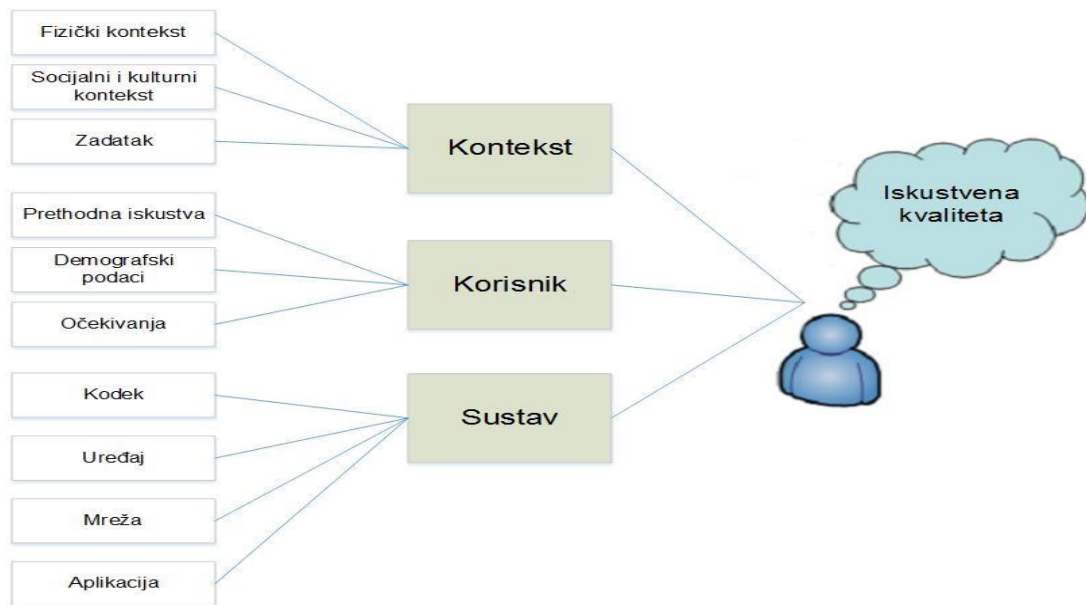 Fizički kontekst
Socijalni i kulturni
kontekst
Zadatak
Prethodna iskustva
Demografski
podaci
Očekivanja
Kodek
Uređaj
Mreža
Aplikacija
Kontekst
Korisnik
Sustav
Iskustvena
kvaliteta